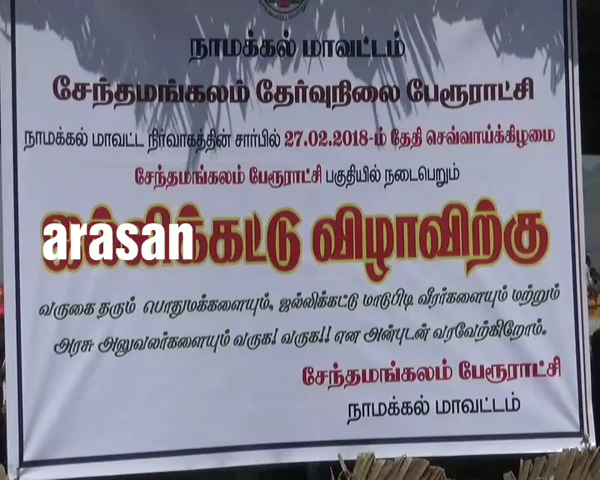 நாமக்கல் மாவட்டம்
சேந்தமங்கலம் தேர்வுநிலை பேரூராட்சி
நாமக்கல் மாவட்ட நிர்வாகத்தின் சார்பில் 27.02.2018-ம் தேதி செவ்வாய்க்கிழமை
சேந்தமங்கலம் பேரூராட்சி பகுதியில் நடைபெறும்
ஜல்லிக்கட்டு விழாவிற்கு
arasan
வருகை தரும் பொதுமக்களையும், ஜல்லிக்கட்டு மாடுபிடி வீரர்களையும் மற்றும்
அரசு அலுவலர்களையும் வருக! வருக!! என அன்புடன் வரவேற்கிறோம்.
சேந்தமங்கலம் பேரூராட்சி
நாமக்கல் மாவட்டம்